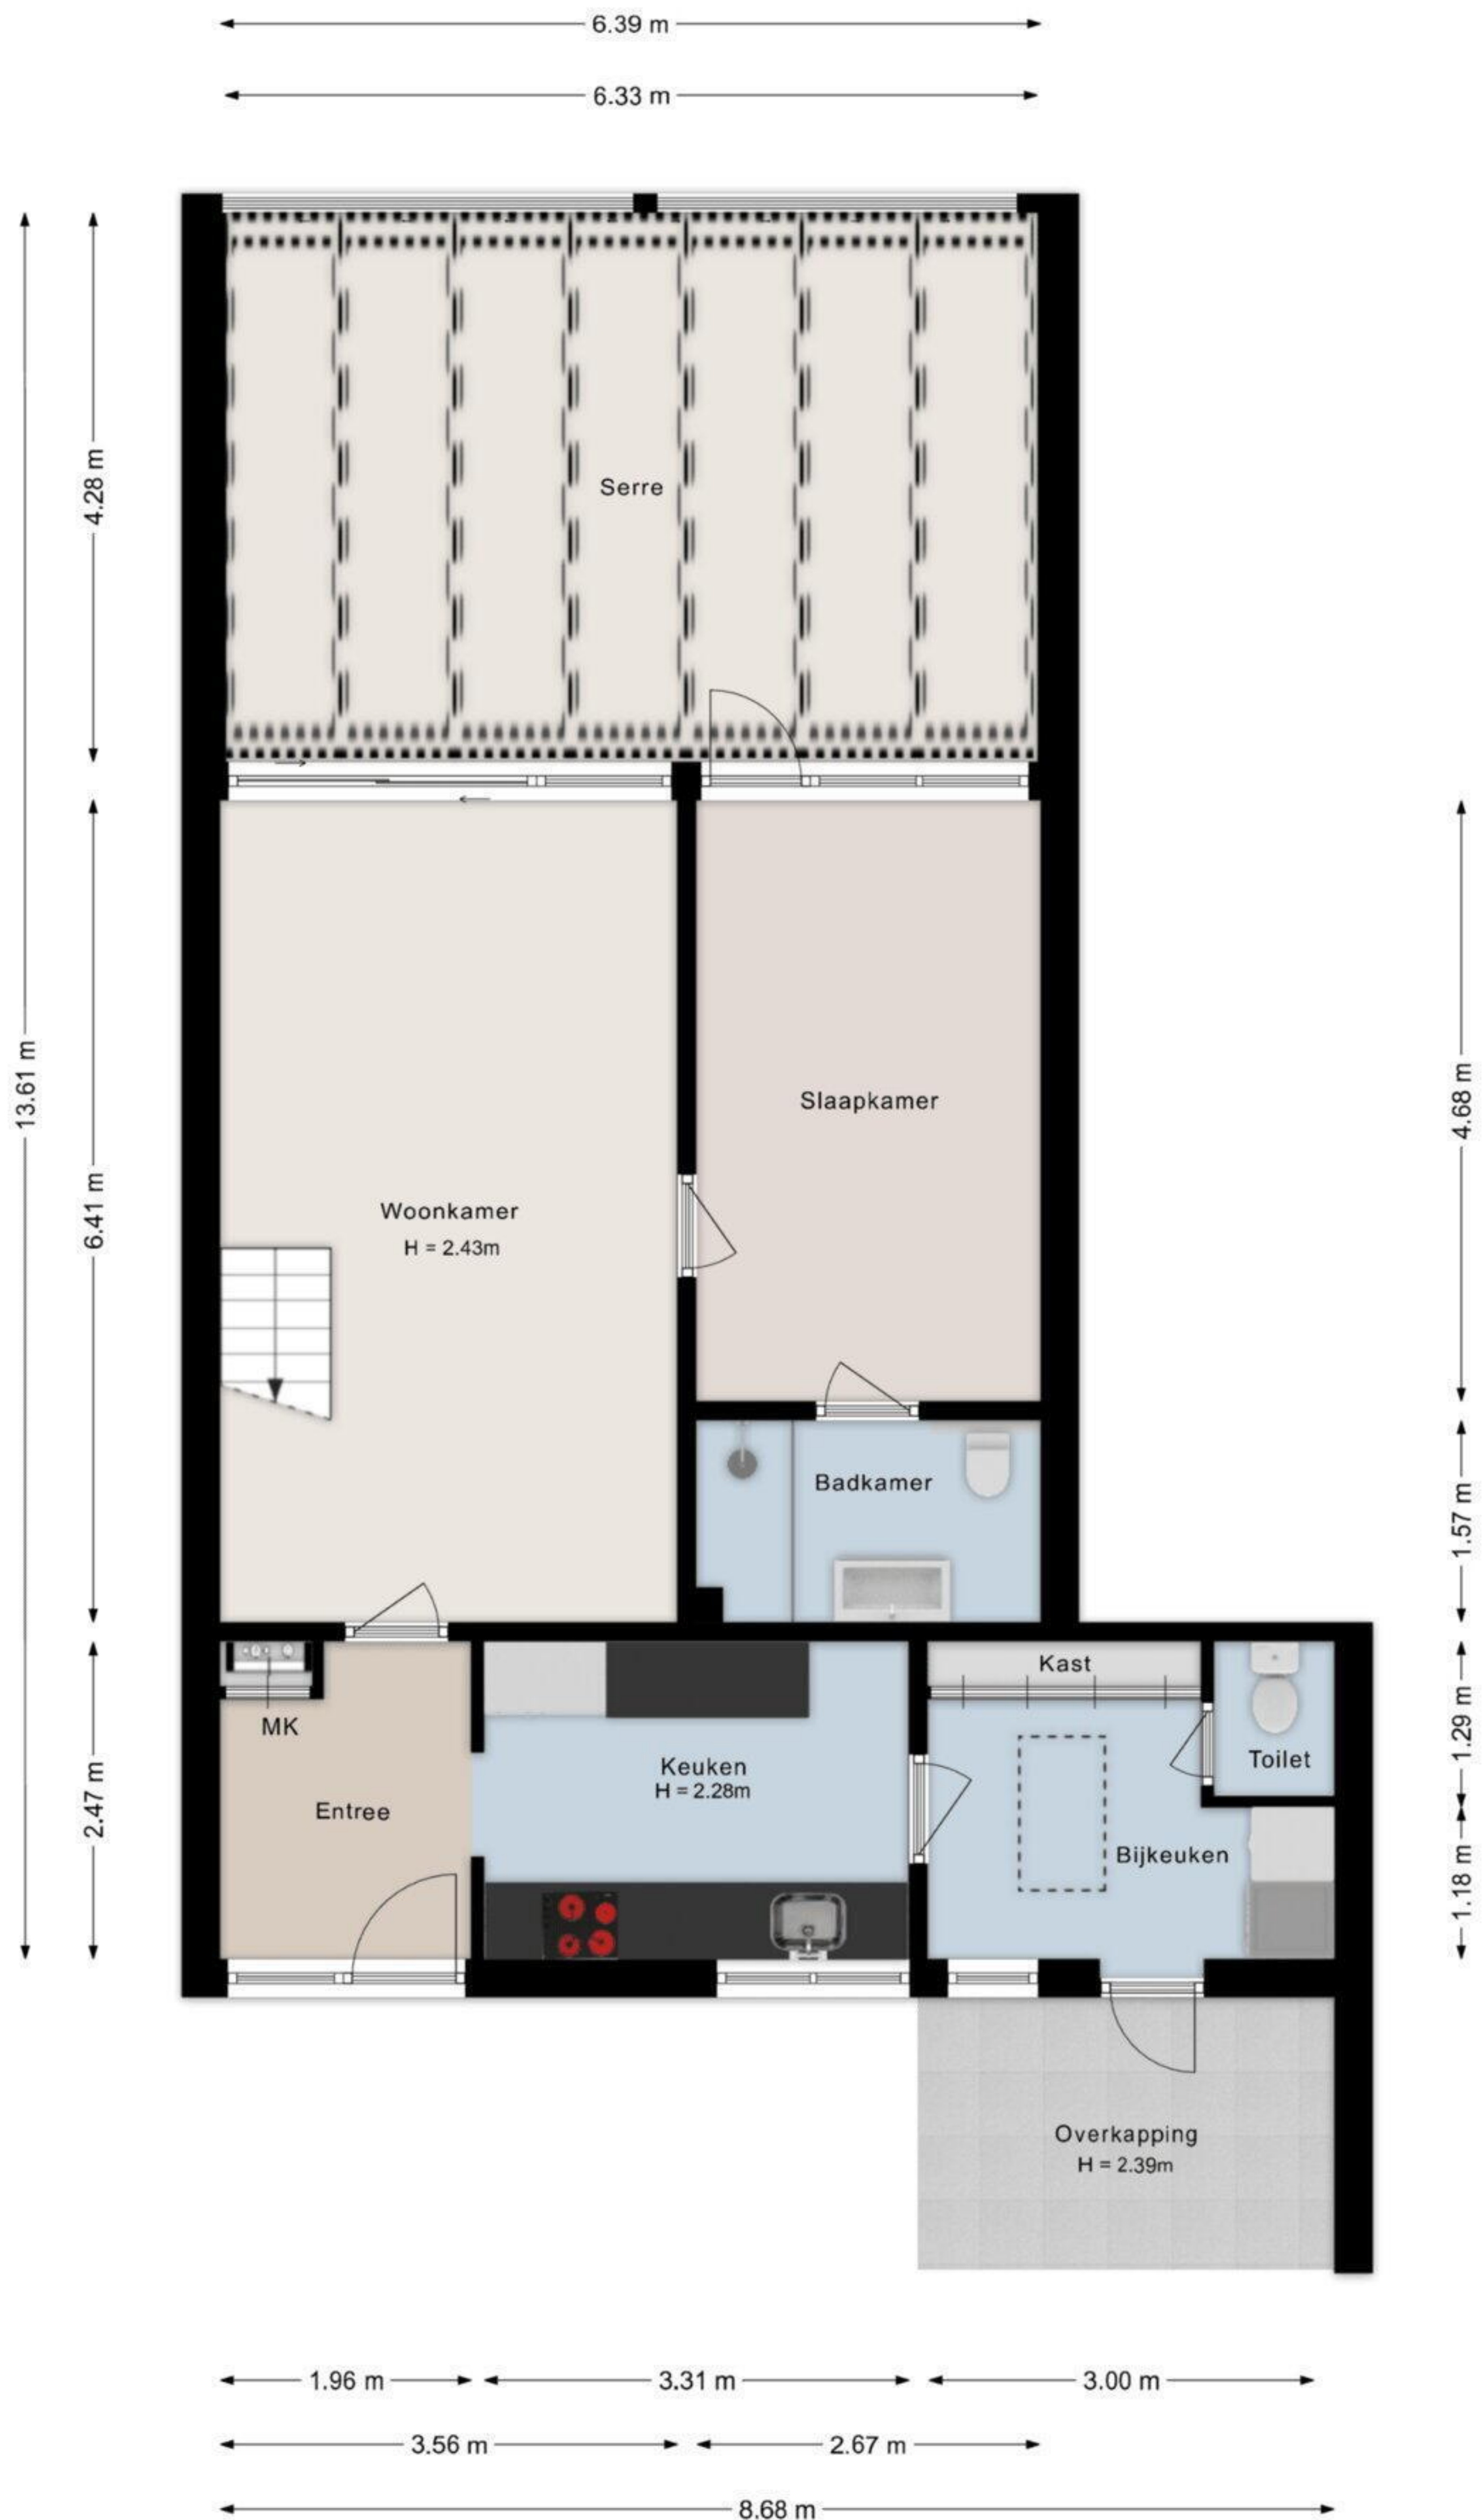 6.39 m
6.33 m
4.28 m
Serre
13.61 m
6.41 m
4.68 m
Slaapkamer
Woonkamer
H = 2.43m
Badkamer
1.57 m
Kast
MK
Keuken
H = 2.28m
Toilet
1.29 m
Entree
2.47 m
Bijkeuken
1.18 m
Overkapping
H = 2.39m
1.96 m
3.31 m
3.00 m
3.56 m
2.67 m
8.68 m